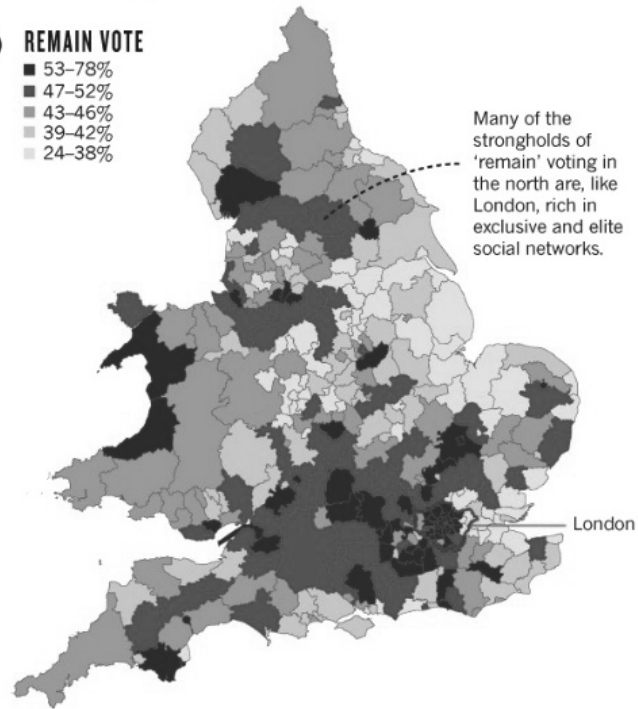 REMAIN VOTE
53–78%
47–52%
43–46%
39–42%
24–38%
Many of the
strongholds of
‘remain’ voting in
the north are, like
London, rich in
exclusive and elite
social networks.
London